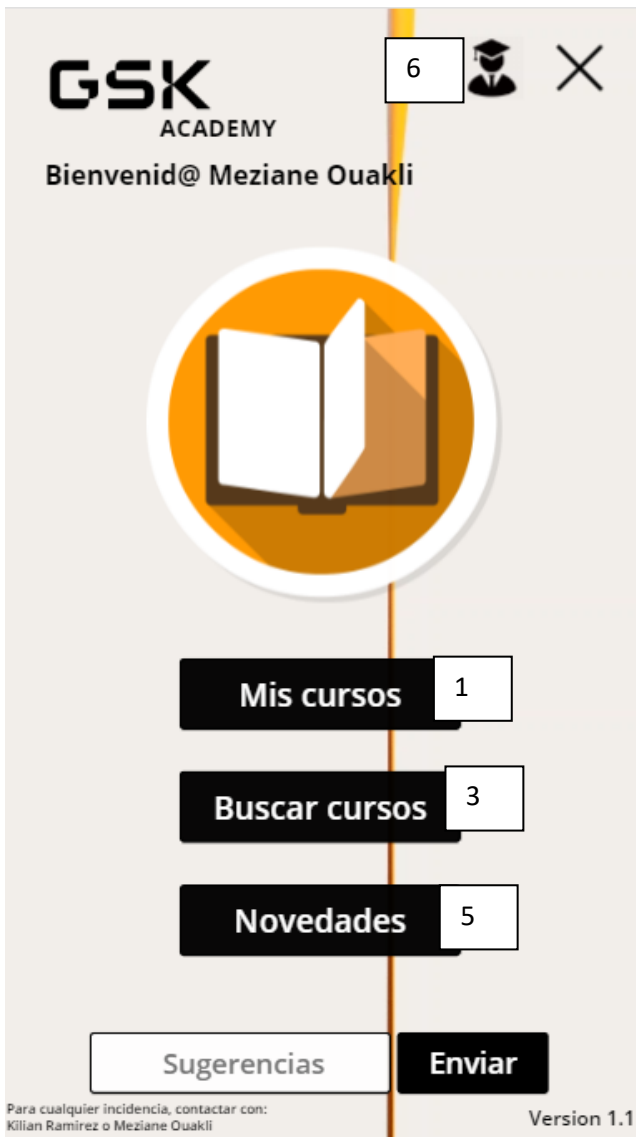 6
GSK
ACADEMY
Bienvenid@ Meziane Ouakli
Mis cursos
1
Buscar cursos
3
Novedades
5
Sugerencias
Enviar
Para cualquier incidencia, contactar con:
Kilian Ramirez o Meziane Ouakli
Version 1.1